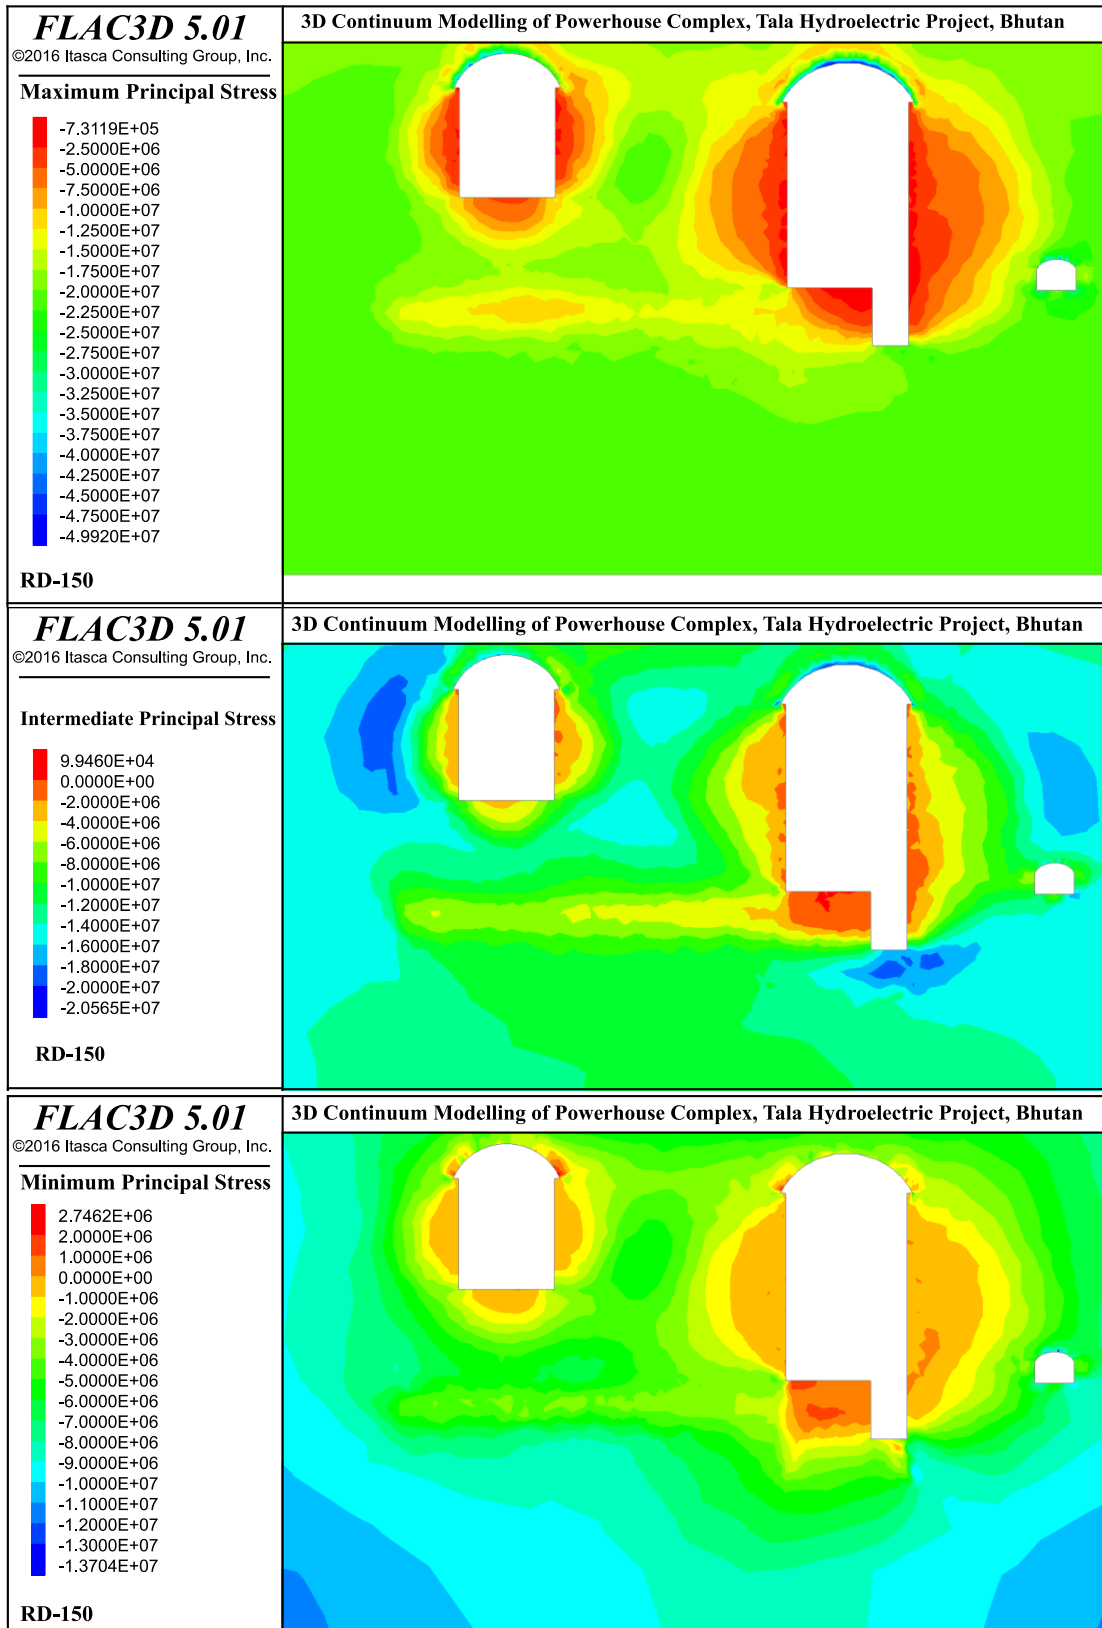 FLAC3D 5.01
©2016 Itasca Consulting Group, Inc.
Maximum Principal Stress
-7.3119E+05
-2.5000E+06
-5.0000E+06
-7.5000E+06
-1.0000E+07
-1.2500E+07
-1.5000E+07
-1.7500E+07
-2.0000E+07
-2.2500E+07
-2.5000E+07
-2.7500E+07
-3.0000E+07
-3.2500E+07
-3.5000E+07
-3.7500E+07
-4.0000E+07
-4.2500E+07
-4.5000E+07
-4.7500E+07
-4.9920E+07
RD-150
3D Continuum Modelling of Powerhouse Complex, Tala Hydroelectric Project, Bhutan
FLAC3D 5.01
©2016 Itasca Consulting Group, Inc.
Intermediate Principal Stress
9.9460E+04
0.0000E+00
-2.0000E+06
-4.0000E+06
-6.0000E+06
-8.0000E+06
-1.0000E+07
-1.2000E+07
-1.4000E+07
-1.6000E+07
-1.8000E+07
-2.0000E+07
-2.0565E+07
RD-150
3D Continuum Modelling of Powerhouse Complex, Tala Hydroelectric Project, Bhutan
FLAC3D 5.01
©2016 Itasca Consulting Group, Inc.
Minimum Principal Stress
2.7462E+06
2.0000E+06
1.0000E+06
0.0000E+00
-1.0000E+06
-2.0000E+06
-3.0000E+06
-4.0000E+06
-5.0000E+06
-6.0000E+06
-7.0000E+06
-8.0000E+06
-9.0000E+06
-1.0000E+07
-1.1000E+07
-1.2000E+07
-1.3000E+07
-1.3704E+07
RD-150
3D Continuum Modelling of Powerhouse Complex, Tala Hydroelectric Project, Bhutan